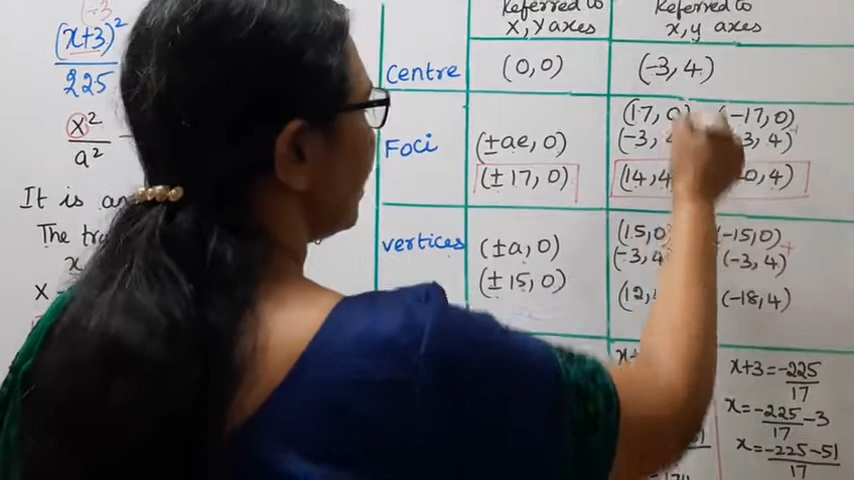 Referred to
X,Y AXES
Referred to
x,y axes
(x+3)²
225
x²
a²
It is an
Centre
(0,0)
(-3,4)
Foci
(±ae,0)
(±17,0)
(17,0) (-17,0)
(-3,4) 3,4)
(14,4) 0,4)
vertices
(±a,0)
(±15,0)
(15,0) (-15,0)
(-3,4) (-3,4)
(12, (-18,4)
x+3=-225
17
x=-225-3
17
x=-225-51
17